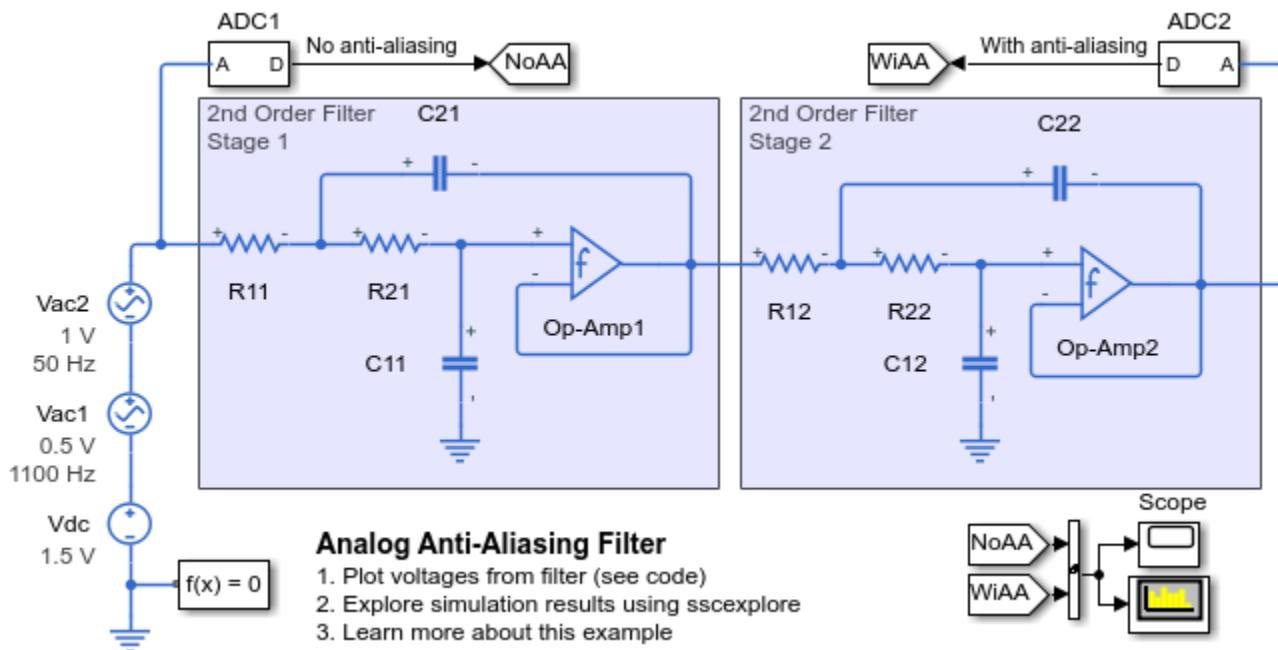 ADC1
ADC2
A D
No anti-aliasing
NoAA
WiAA
With anti-aliasing
D A
2nd Order Filter
Stage 1
C21
2nd Order Filter
Stage 2
C22
+ -
+ -
+ - + - +
f
-
R11
R21
Op-Amp1
+
C11
-
+ - + - +
f
-
R12
R22
Op-Amp2
+
C12
-
+
Vac2
1 V
50 Hz
+
Vac1
0.5 V
1100 Hz
+
Vdc
1.5 V
f(x) = 0
Analog Anti-Aliasing Filter
1. Plot voltages from filter (see code)
2. Explore simulation results using sscexplore
3. Learn more about this example
Scope
NoAA
WiAA